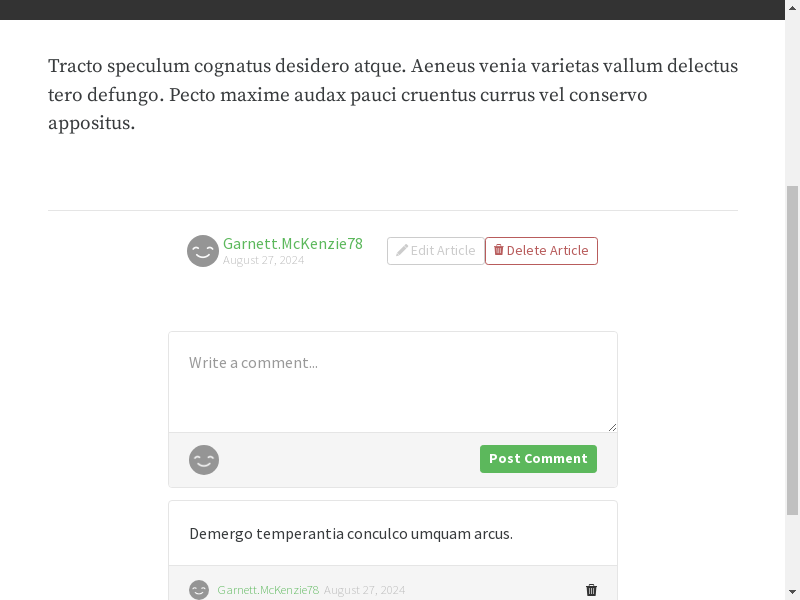 Tracto speculum cognatus desidero atque. Aeneus venia varietas vallum delectus
tero defungo. Pecto maxime audax pauci cruentus currus vel conservo
appositus.
Garnett.McKenzie78
August 27, 2024
Edit Article
Delete Article
Write a comment...
Post Comment
Demergo temperantia conculco umquam arcus.
Garnett.McKenzie78 August 27, 2024